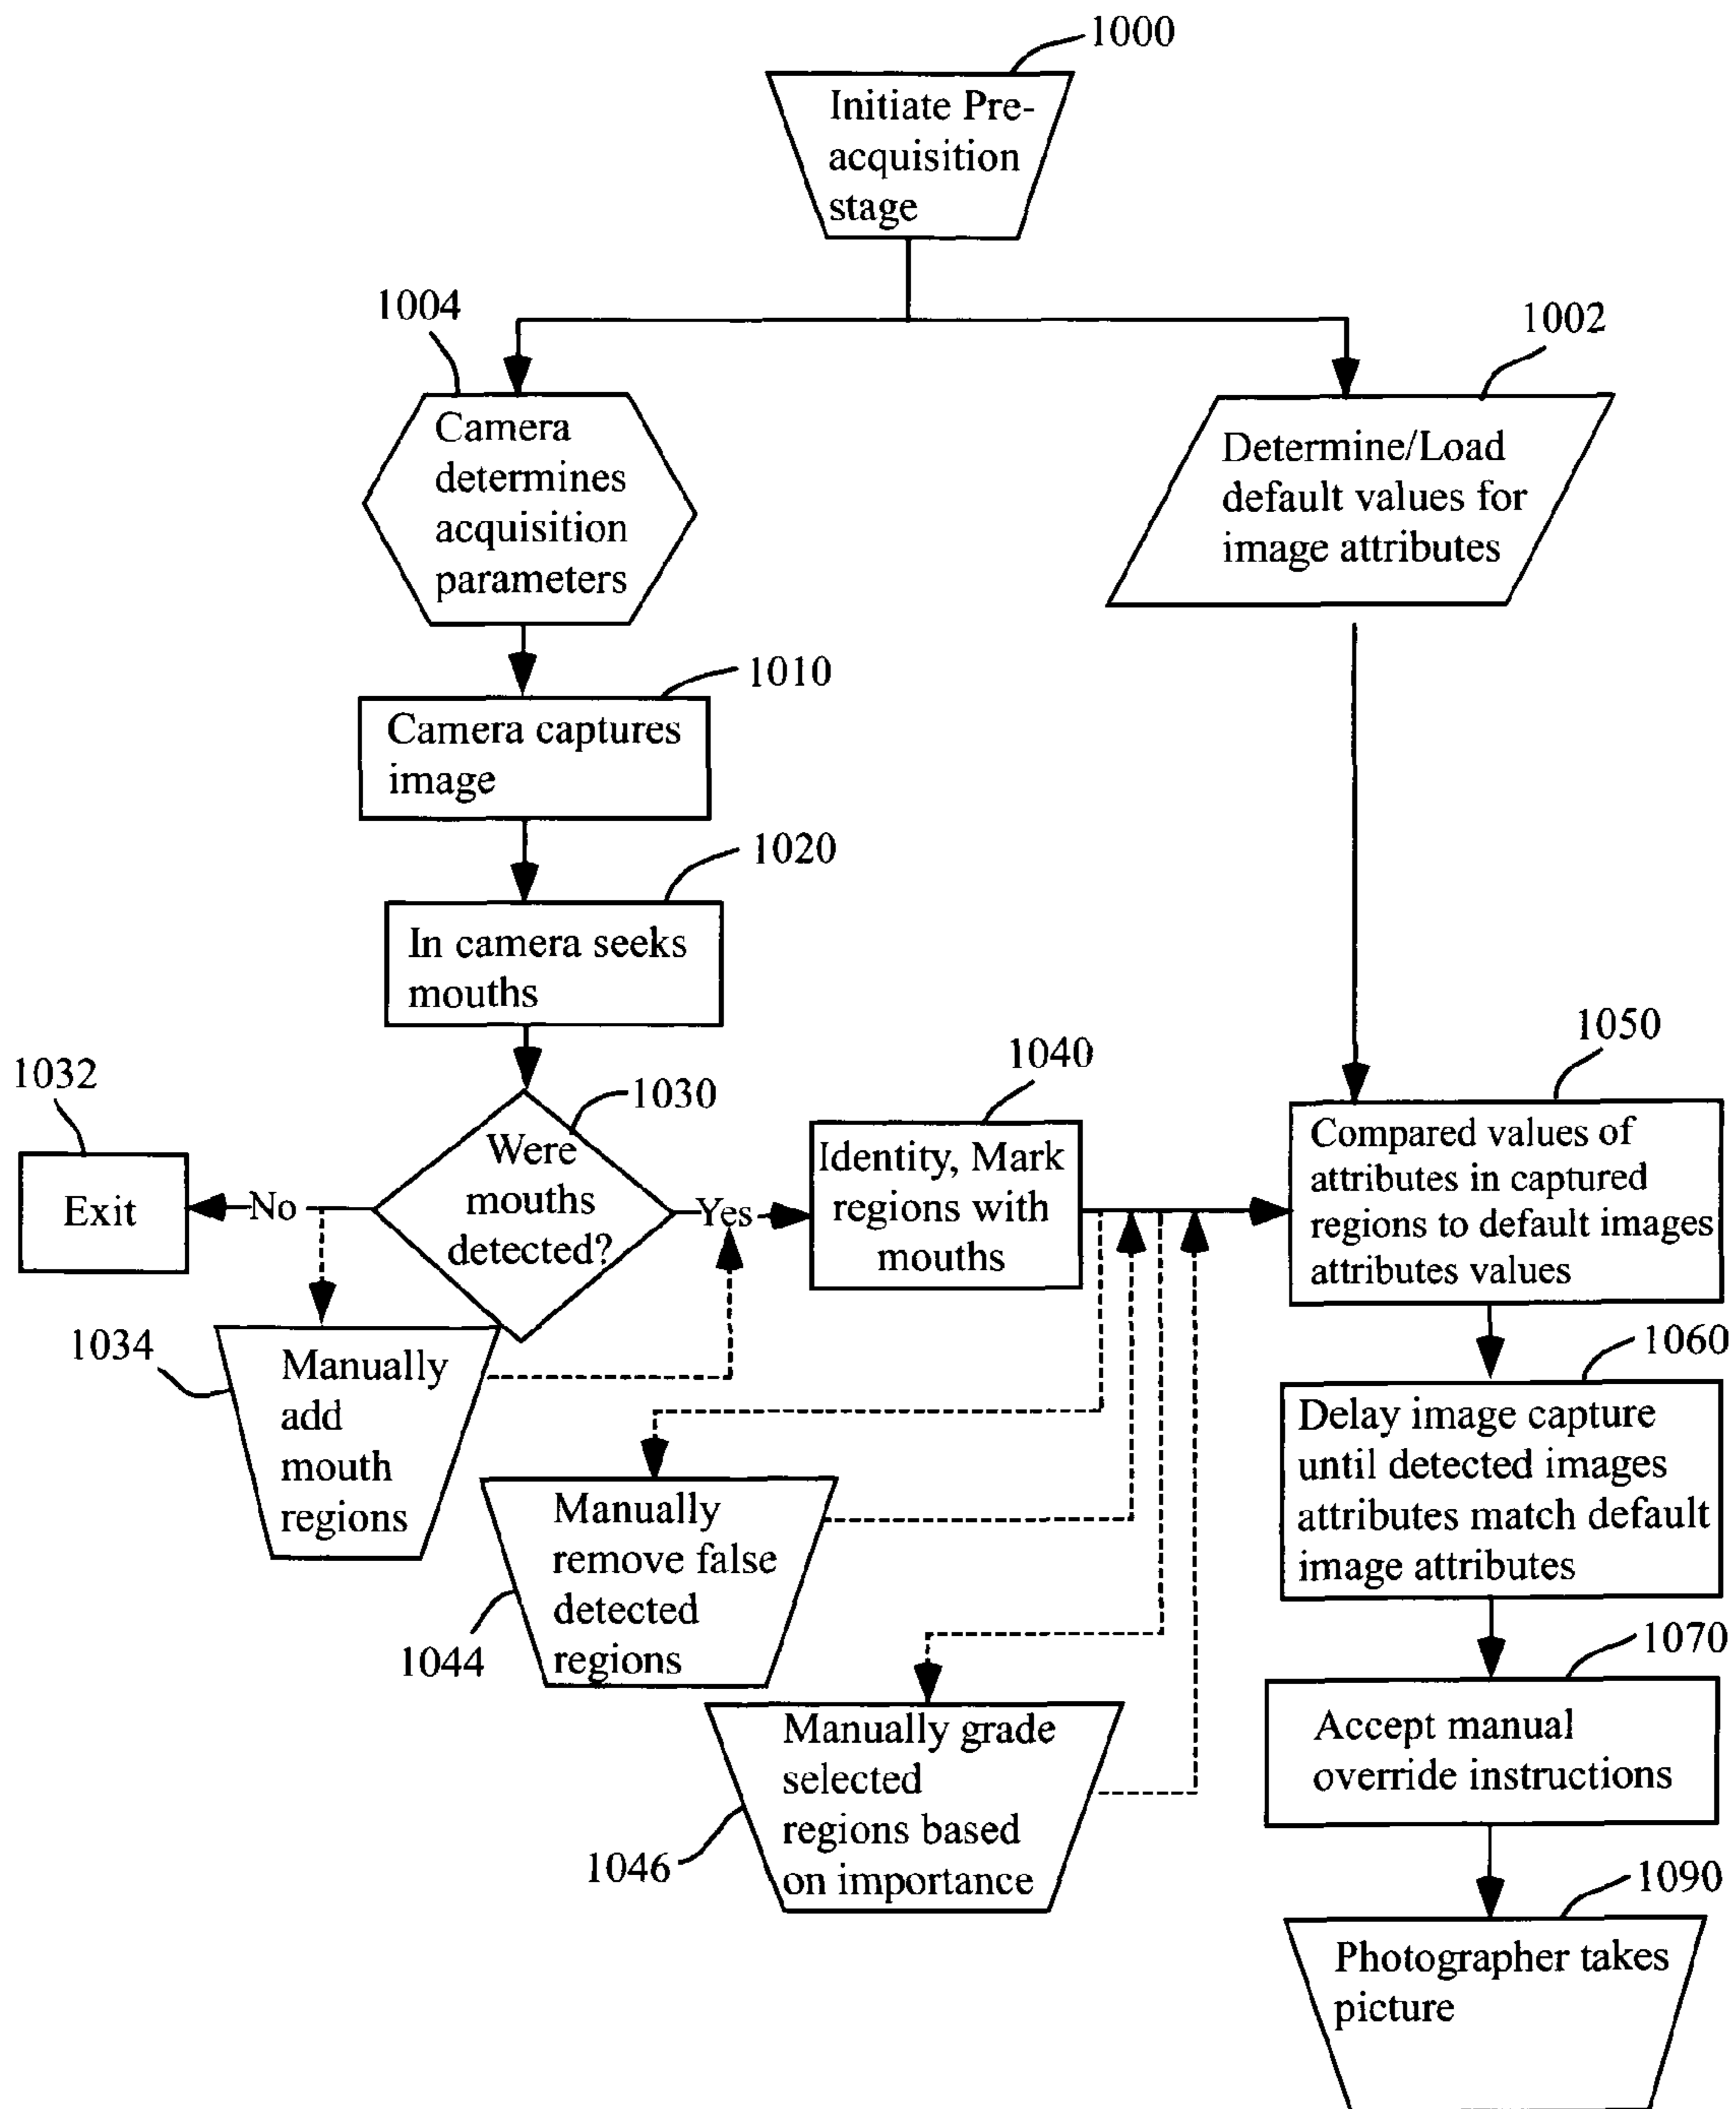 1000
Initiate Pre-
acquisition
stage
1004
1002
Camera
determines
acquisition
parameters
Determine/Load
default values for
image attributes
1010
Camera captures
image
1020
In camera seeks
mouths
1032
Exit
No
1030
Were
mouths
detected?
Yes
1040
Identity, Mark
regions with
mouths
1050
Compared values of
attributes in captured
regions to default images
attributes values
1034
Manually
add
mouth
regions
1044
Manually
remove false
detected
regions
1046
Manually grade
selected
regions based
on importance
1060
Delay image capture
until detected images
attributes match default
image attributes
1070
Accept manual
override instructions
1090
Photographer takes
picture